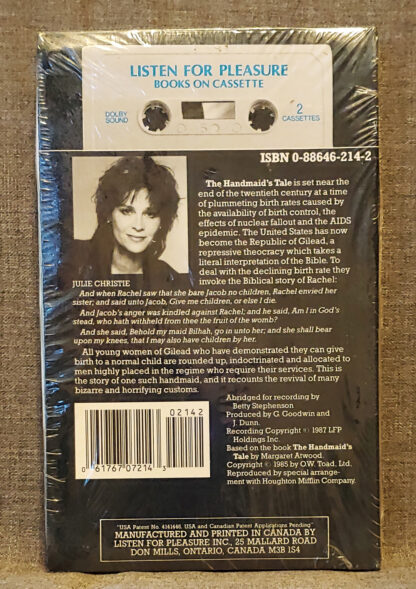 LISTEN FOR PLEASURE
BOOKS ON CASSETTE
DOLBY
SOUND
2
CASSETTES
ISBN 0-88646-214-2
The Handmaid's Tale is set near the
end of the twentieth century at a time
of plummeting birth rates caused by
the availability of birth control, the
effects of nuclear fallout and the AIDS
epidemic. The United States has now
become the Republic of Gilead, a
repressive theocracy which takes a
literal interpretation of the Bible. To
deal with the declining birth rate they
invoke the Biblical story of Rachel:
JULIE CHRISTIE
And when Rachel saw that she bare Jacob no children, Rachel envied her
sister; and said unto Jacob, Give me children, or else I die.
And Jacob's anger was kindled against Rachel; and he said, Am I in God's
stead, who hath withheld from thee the fruit of the womb?
And she said, Behold my maid Bilhah, go in unto her; and she shall bear
upon my knees, that I may also have children by her.
All young women of Gilead who have demonstrated they can give
birth to a normal child are rounded up, indoctrinated and allocated to
men highly placed in the regime who require their services. This is
the story of one such handmaid, and it recounts the revival of many
bizarre and horrifying customs.
02142
0 61767 07214 3
Abridged for recording by
Betty Stephenson
Produced by G. Goodwin and
J. Dunn.
Recording Copyright © 1987 LFP
Holdings Inc.
Based on the book The Handmaid's
Tale by Margaret Atwood.
Copyright © 1985 by O.W. Toad, Ltd.
Reproduced by special arrange-
ment with Houghton Mifflin Company.
"USA Patent No. 4361660, USA and Canadian Patent Applications Pending"
MANUFACTURED AND PRINTED IN CANADA BY
LISTEN FOR PLEASURE INC., 25 MALLARD ROAD
DON MILLS, ONTARIO, CANADA M3B 1S4